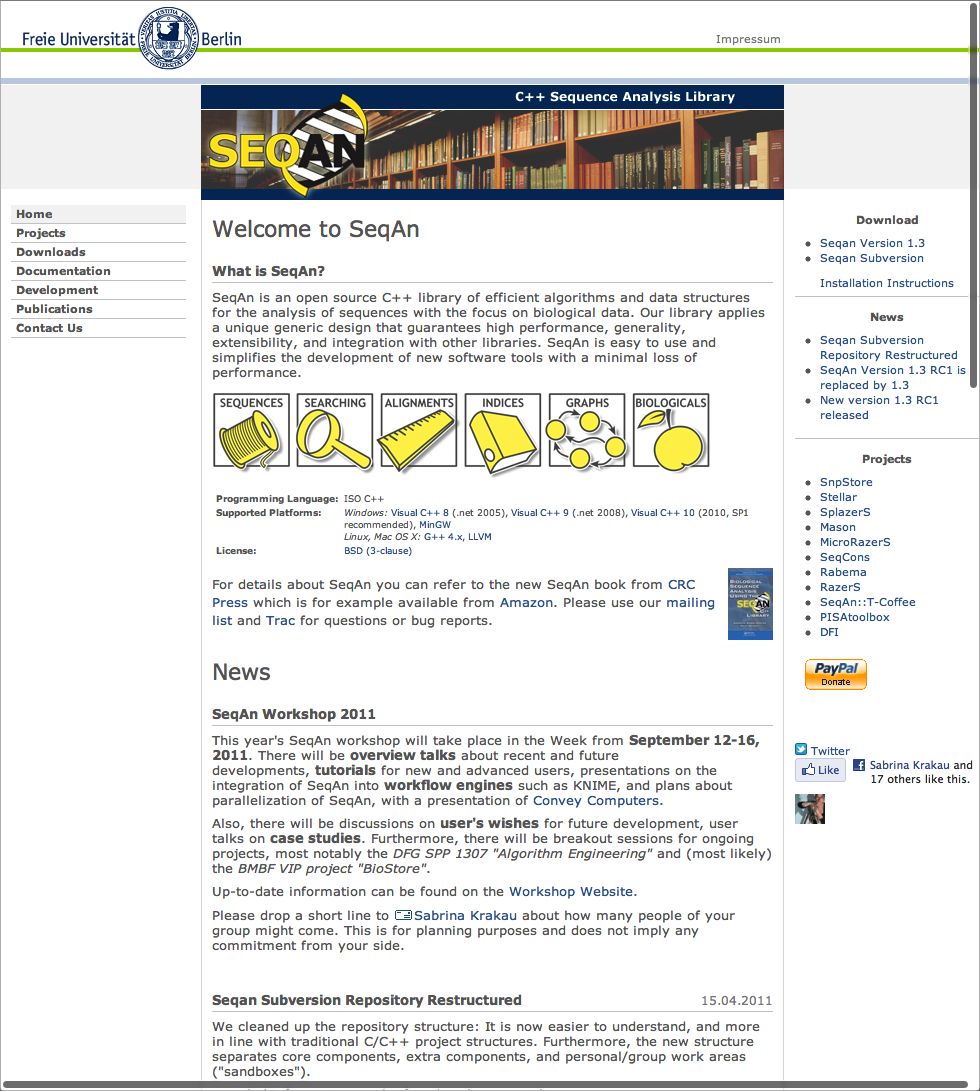 Freie Universität Berlin
Impressum
C++ Sequence Analysis Library
SEQAN
Home
Projects
Downloads
Documentation
Development
Publications
Contact Us
Welcome to SeqAn
What is SeqAn?
SeqAn is an open source C++ library of efficient algorithms and data structures
for the analysis of sequences with the focus on biological data. Our library applies
a unique generic design that guarantees high performance, generality,
extensibility, and integration with other libraries. SeqAn is easy to use and
simplifies the development of new software tools with a minimal loss of
performance.
SEQUENCES SEARCHING ALIGNMENTS INDICES GRAPHS BIOLOGICALS
Programming Language: ISO C++
Supported Platforms: Windows: Visual C++ 8 (.net 2005), Visual C++ 9 (.net 2008), Visual C++ 10 (2010, SP1
recommended), MinGW
Linux, Mac OS X: G++ 4.x, LLVM
License: BSD (3-clause)
For details about SeqAn you can refer to the new SeqAn book from CRC
Press which is for example available from Amazon. Please use our mailing
list and Trac for questions or bug reports.
BIOLOGICAL
SEQUENCE
ANALYSIS
USING THE
SEQAN
LIBRARY
News
SeqAn Workshop 2011
This year's SeqAn workshop will take place in the Week from September 12-16,
2011. There will be overview talks about recent and future
developments, tutorials for new and advanced users, presentations on the
integration of SeqAn into workflow engines such as KNIME, and plans about
parallelization of SeqAn, with a presentation of Convey Computers.
Also, there will be discussions on user's wishes for future development, user
talks on case studies. Furthermore, there will be breakout sessions for ongoing
projects, most notably the DFG SPP 1307 "Algorithm Engineering" and (most likely)
the BMBF VIP project "BioStore".
Up-to-date information can be found on the Workshop Website.
Please drop a short line to Sabrina Krakau about how many people of your
group might come. This is for planning purposes and does not imply any
commitment from your side.
Seqan Subversion Repository Restructured 15.04.2011
We cleaned up the repository structure: It is now easier to understand, and more
in line with traditional C/C++ project structures. Furthermore, the new structure
separates core components, extra components, and personal/group work areas
("sandboxes").
Download
Seqan Version 1.3
Seqan Subversion
Installation Instructions
News
Seqan Subversion
Repository Restructured
SeqAn Version 1.3 RC1 is
replaced by 1.3
New version 1.3 RC1
released
Projects
SnpStore
Stellar
SplazerS
Mason
MicroRazerS
SeqCons
Rabema
RazerS
SeqAn::T-Coffee
PISAtoolbox
DFI
PayPal
Donate
Twitter
Like
Sabrina Krakau and
17 others like this.